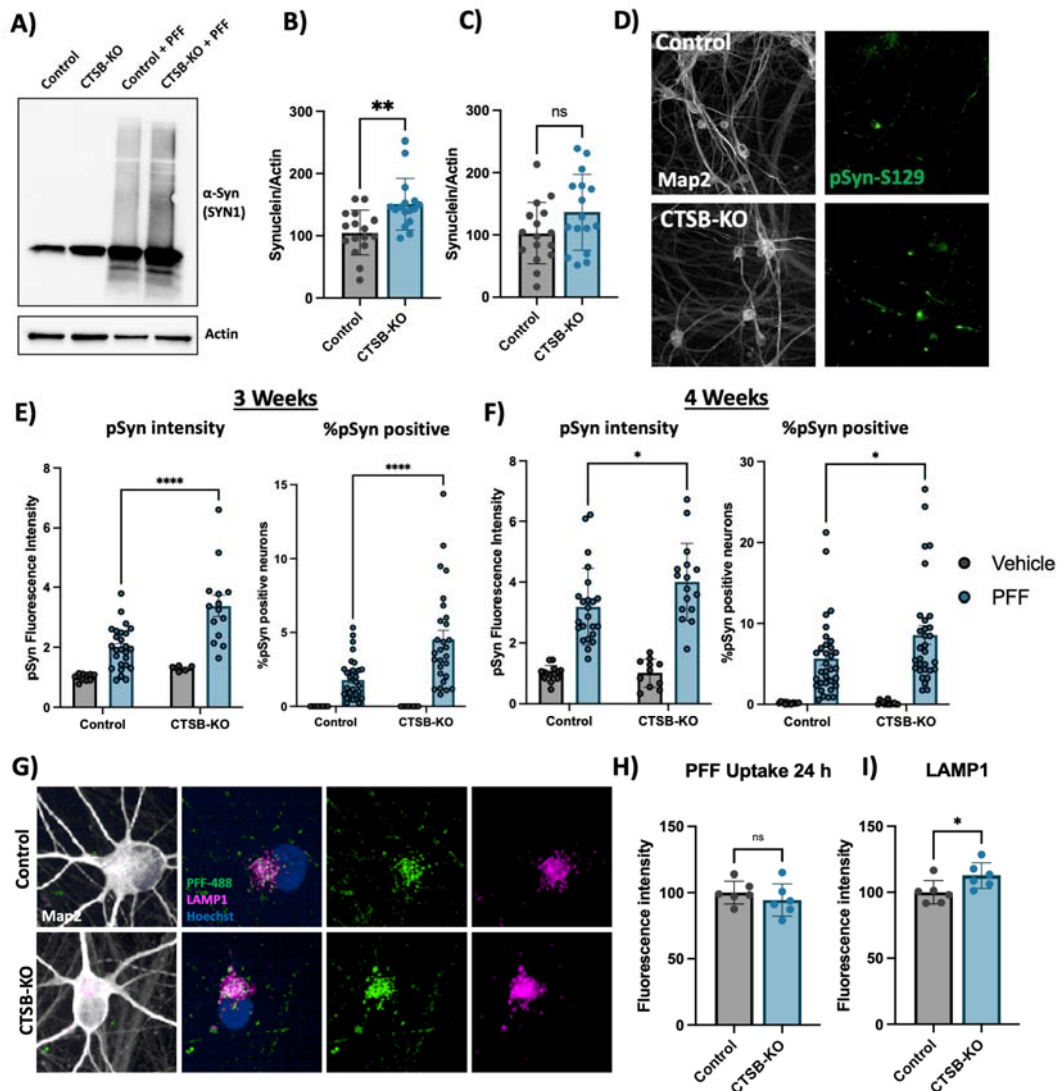 A)
Control
CTSB-KO
Control + PFF
CTSB-KO + PFF
α-Syn
(SYN1)
Actin
B)
**
Synuclein/Actin
300
200
100
0
Control
CTSB-KO
C)
ns
Synuclein/Actin
300
200
100
0
Control
CTSB-KO
D)
Control
Map2
pSyn-S129
CTSB-KO
3 Weeks
E)
pSyn intensity
****
pSyn Fluorescence Intensity
8
6
4
2
0
Control
CTSB-KO
%pSyn positive
****
%pSyn positive neurons
15
10
5
0
Control
CTSB-KO
4 Weeks
F)
pSyn intensity
*
pSyn Fluorescence Intensity
8
6
4
2
0
Control
CTSB-KO
%pSyn positive
*
%pSyn positive neurons
30
20
10
0
Control
CTSB-KO
Vehicle
PFF
G)
Control
Map2
PFF-488
LAMP1
Hoechst
CTSB-KO
H)
PFF Uptake 24 h
ns
Fluorescence intensity
150
100
50
0
Control
CTSB-KO
I)
LAMP1
*
Fluorescence intensity
150
100
50
0
Control
CTSB-KO